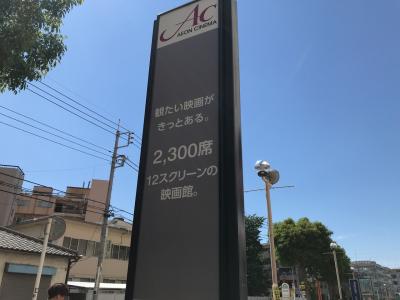 AC
AEON CINEMA
観たい映画が
きっとある。
2,300席
12スクリーンの
映画館。